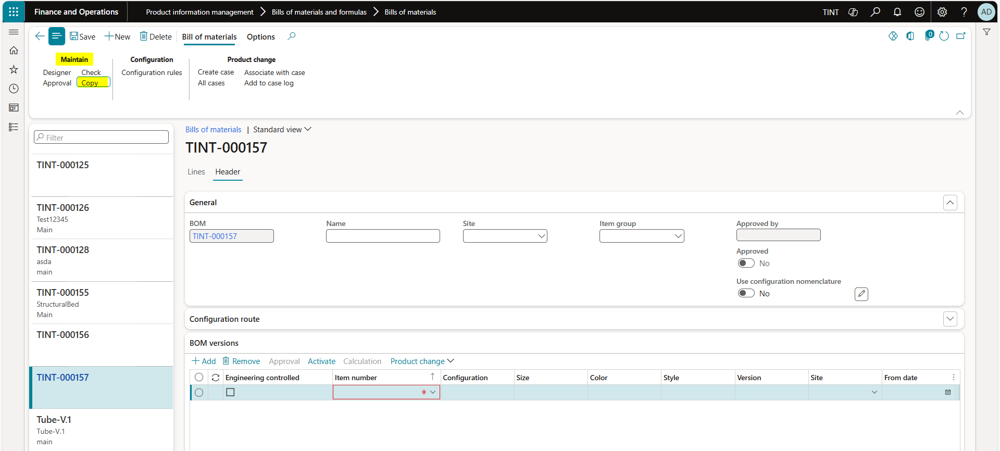 Finance and Operations
Product information management
Bills of materials and formulas
Bills of materials
TINT
AD
Save
New
Delete
Bill of materials
Options
0
Maintain
Designer
Check
Approval
Copy
Configuration
Configuration rules
Product change
Create case
Associate with case
All cases
Add to case log
Filter
TINT-000125
TINT-000126
Test12345
Main
TINT-000128
asda
main
TINT-000155
StructuralBed
Main
TINT-000156
TINT-000157
Tube-V.1
Tube-V.1
main
Bills of materials | Standard view
TINT-000157
Lines
Header
General
BOM
TINT-000157
Name
Site
Item group
Approved by
Approved
No
Use configuration nomenclature
No
Configuration route
BOM versions
Add
Remove
Approval
Activate
Calculation
Product change
Engineering controlled
Item number
Configuration
Size
Color
Style
Version
Site
From date
*